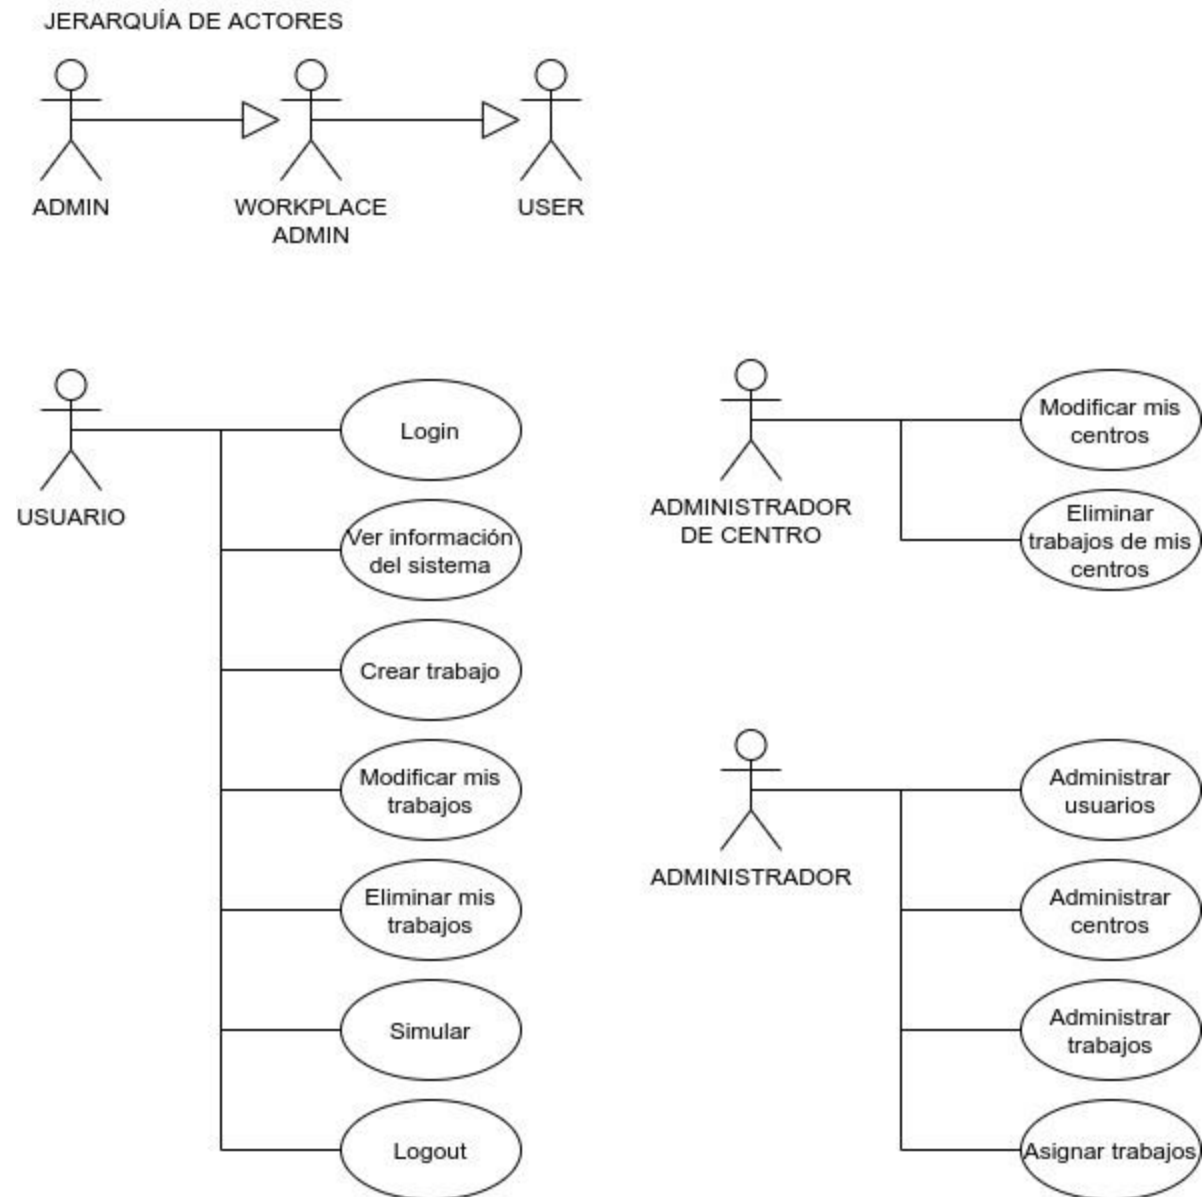 JERARQUÍA DE ACTORES
ADMIN
WORKPLACE
ADMIN
USER
USUARIO
Login
Ver información
del sistema
Crear trabajo
Modificar mis
trabajos
Eliminar mis
trabajos
Simular
Logout
ADMINISTRADOR
DE CENTRO
Modificar mis
centros
Eliminar
trabajos de mis
centros
ADMINISTRADOR
Administrar
usuarios
Administrar
centros
Administrar
trabajos
Asignar trabajos